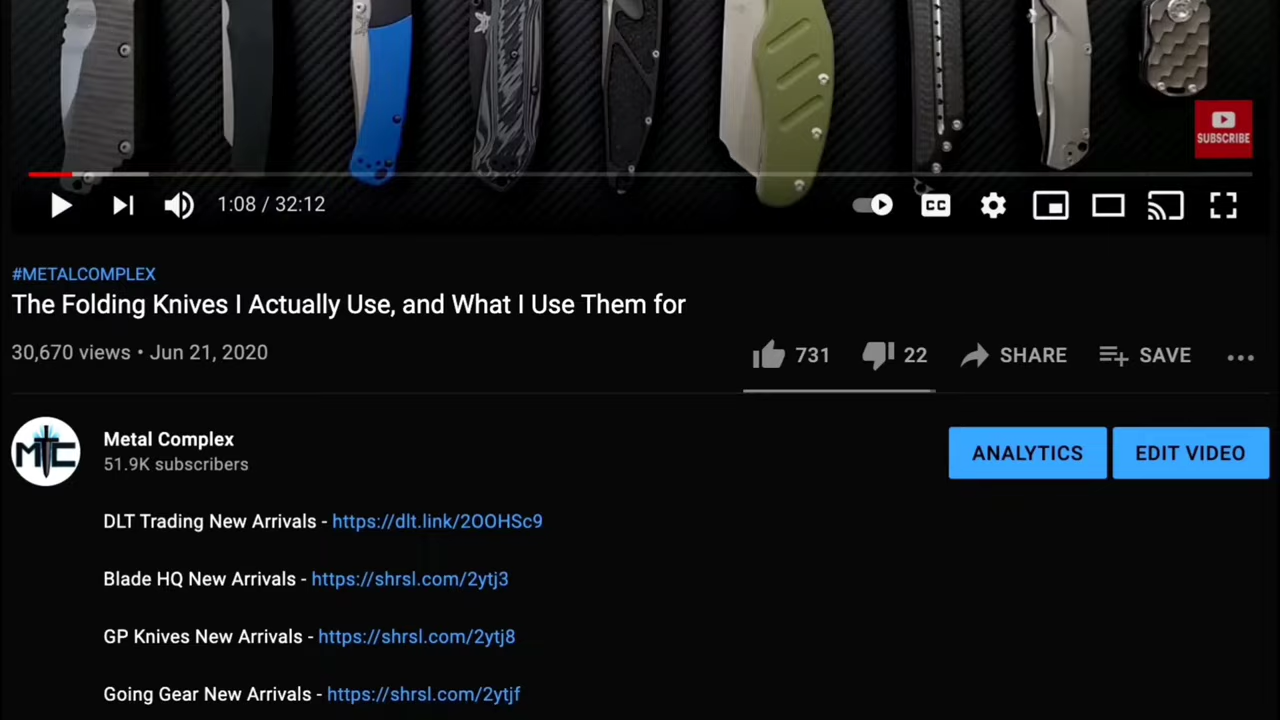 SUBSCRIBE
1:08 / 32:12
CC
#METALCOMPLEX
The Folding Knives I Actually Use, and What I Use Them for
30,670 views • Jun 21, 2020
731 22 SHARE SAVE
MTC
Metal Complex
51.9K subscribers
ANALYTICS EDIT VIDEO
DLT Trading New Arrivals - https://dlt.link/2OOHSc9
Blade HQ New Arrivals - https://shrsl.com/2ytj3
GP Knives New Arrivals - https://shrsl.com/2ytj8
Going Gear New Arrivals - https://shrsl.com/2ytjf